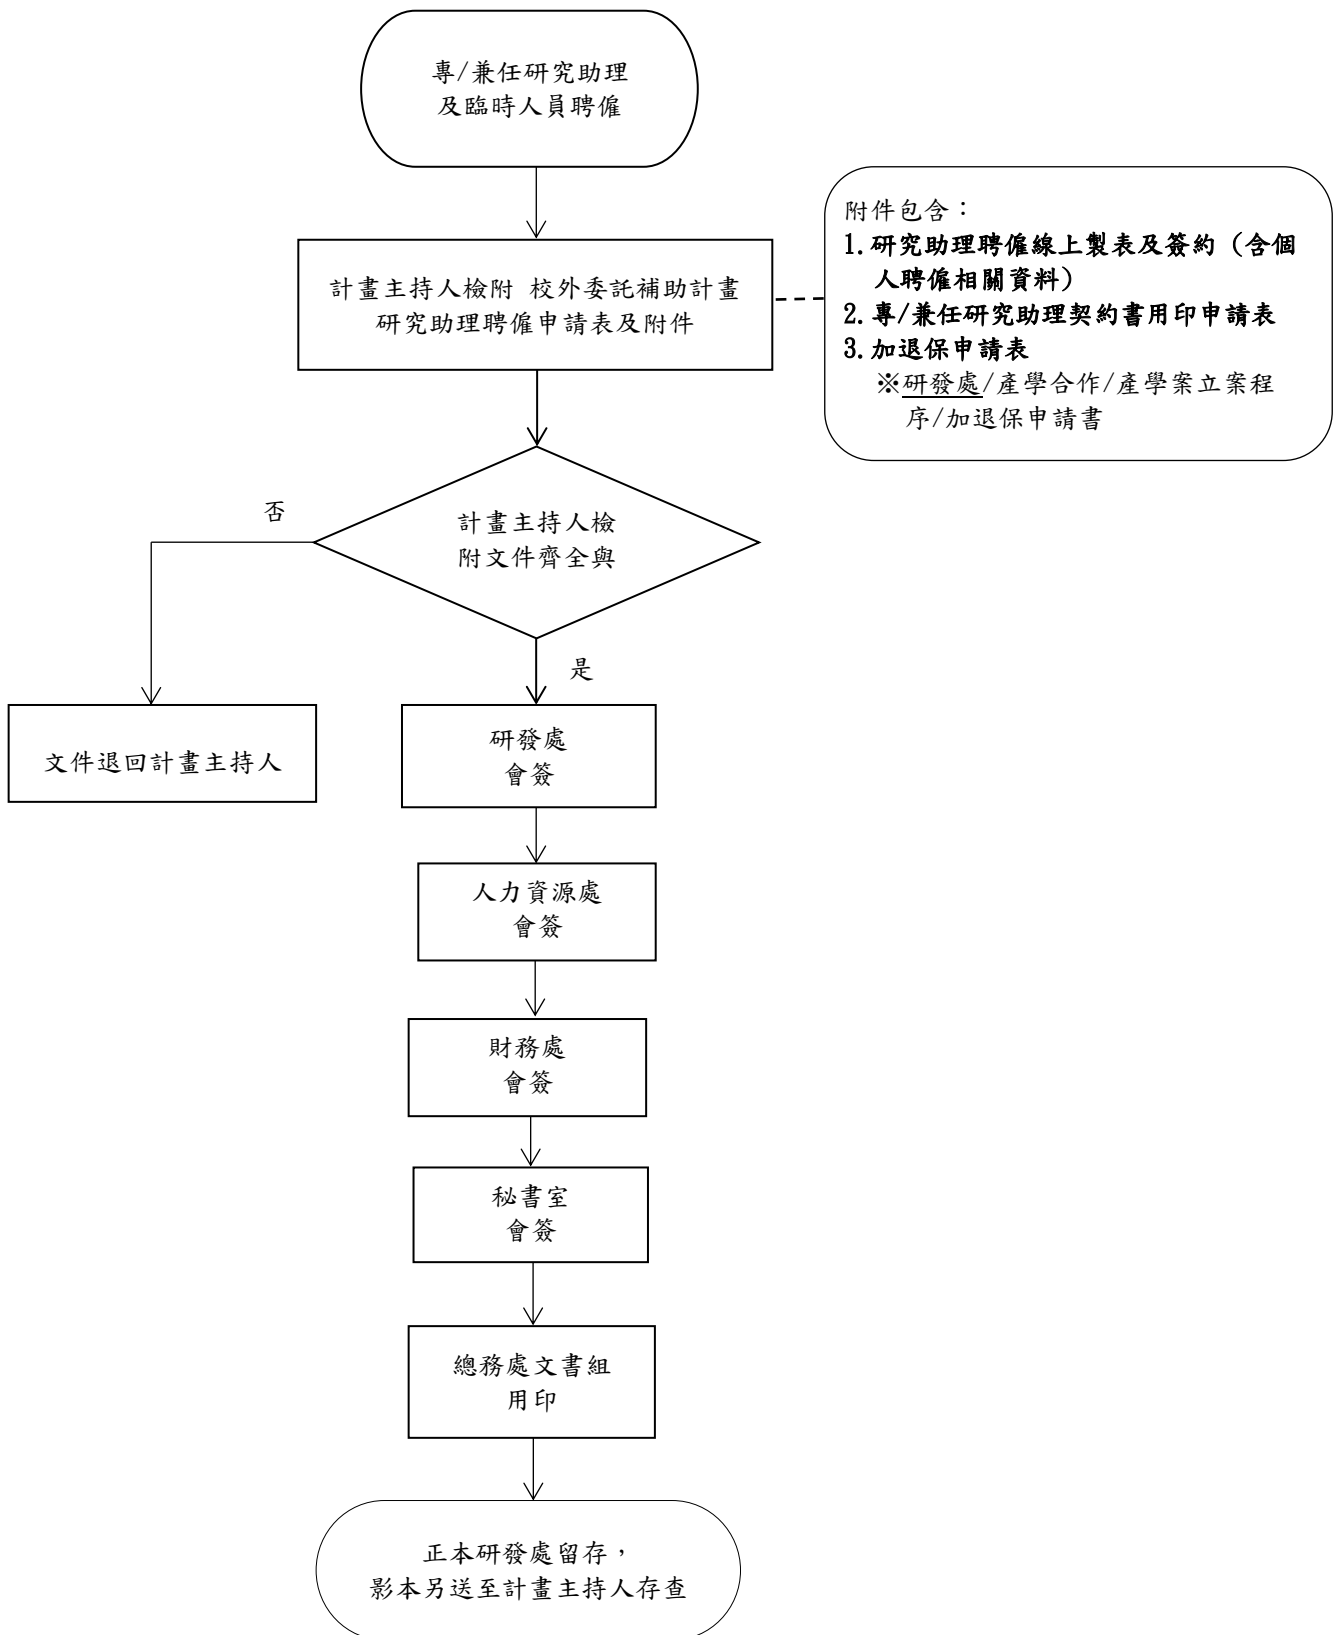 專/兼任研究助理
及臨時人員聘僱
附件包含：
1.研究助理聘僱線上製表及簽約（含個
人聘僱相關資料）
2.專/兼任研究助理契約書用印申請表
3.加退保申請表
※研發處/產學合作/產學案立案程
序/加退保申請書
計畫主持人檢附 校外委託補助計畫
研究助理聘僱申請表及附件
計畫主持人檢
附文件齊全與
否
是
文件退回計畫主持人
研發處
會簽
人力資源處
會簽
財務處
會簽
秘書室
會簽
總務處文書組
用印
正本研發處留存，
影本另送至計畫主持人存查